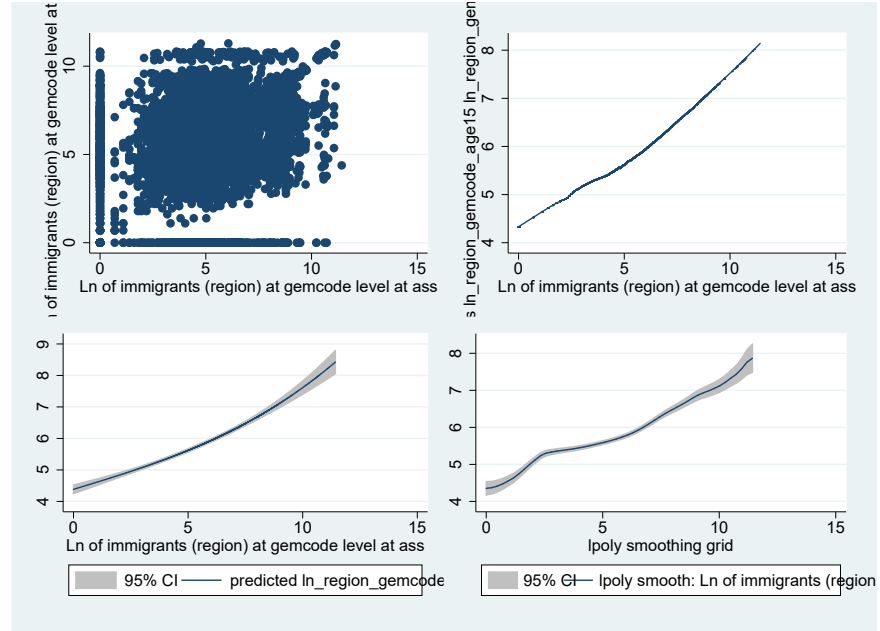 of immigrants (region) at gemcode level at
10
5
0
0 5 10 15
Ln of immigrants (region) at gemcode level at ass
s ln_region_gemcode_age15 ln_region_gen
8
7
6
5
4
0 5 10 15
Ln of immigrants (region) at gemcode level at ass
9
8
7
6
5
4
0 5 10 15
Ln of immigrants (region) at gemcode level at ass
95% CI predicted ln_region_gemcode
8
7
6
5
4
0 5 10 15
lpoly smoothing grid
95% CI lpoly smooth: Ln of immigrants (region